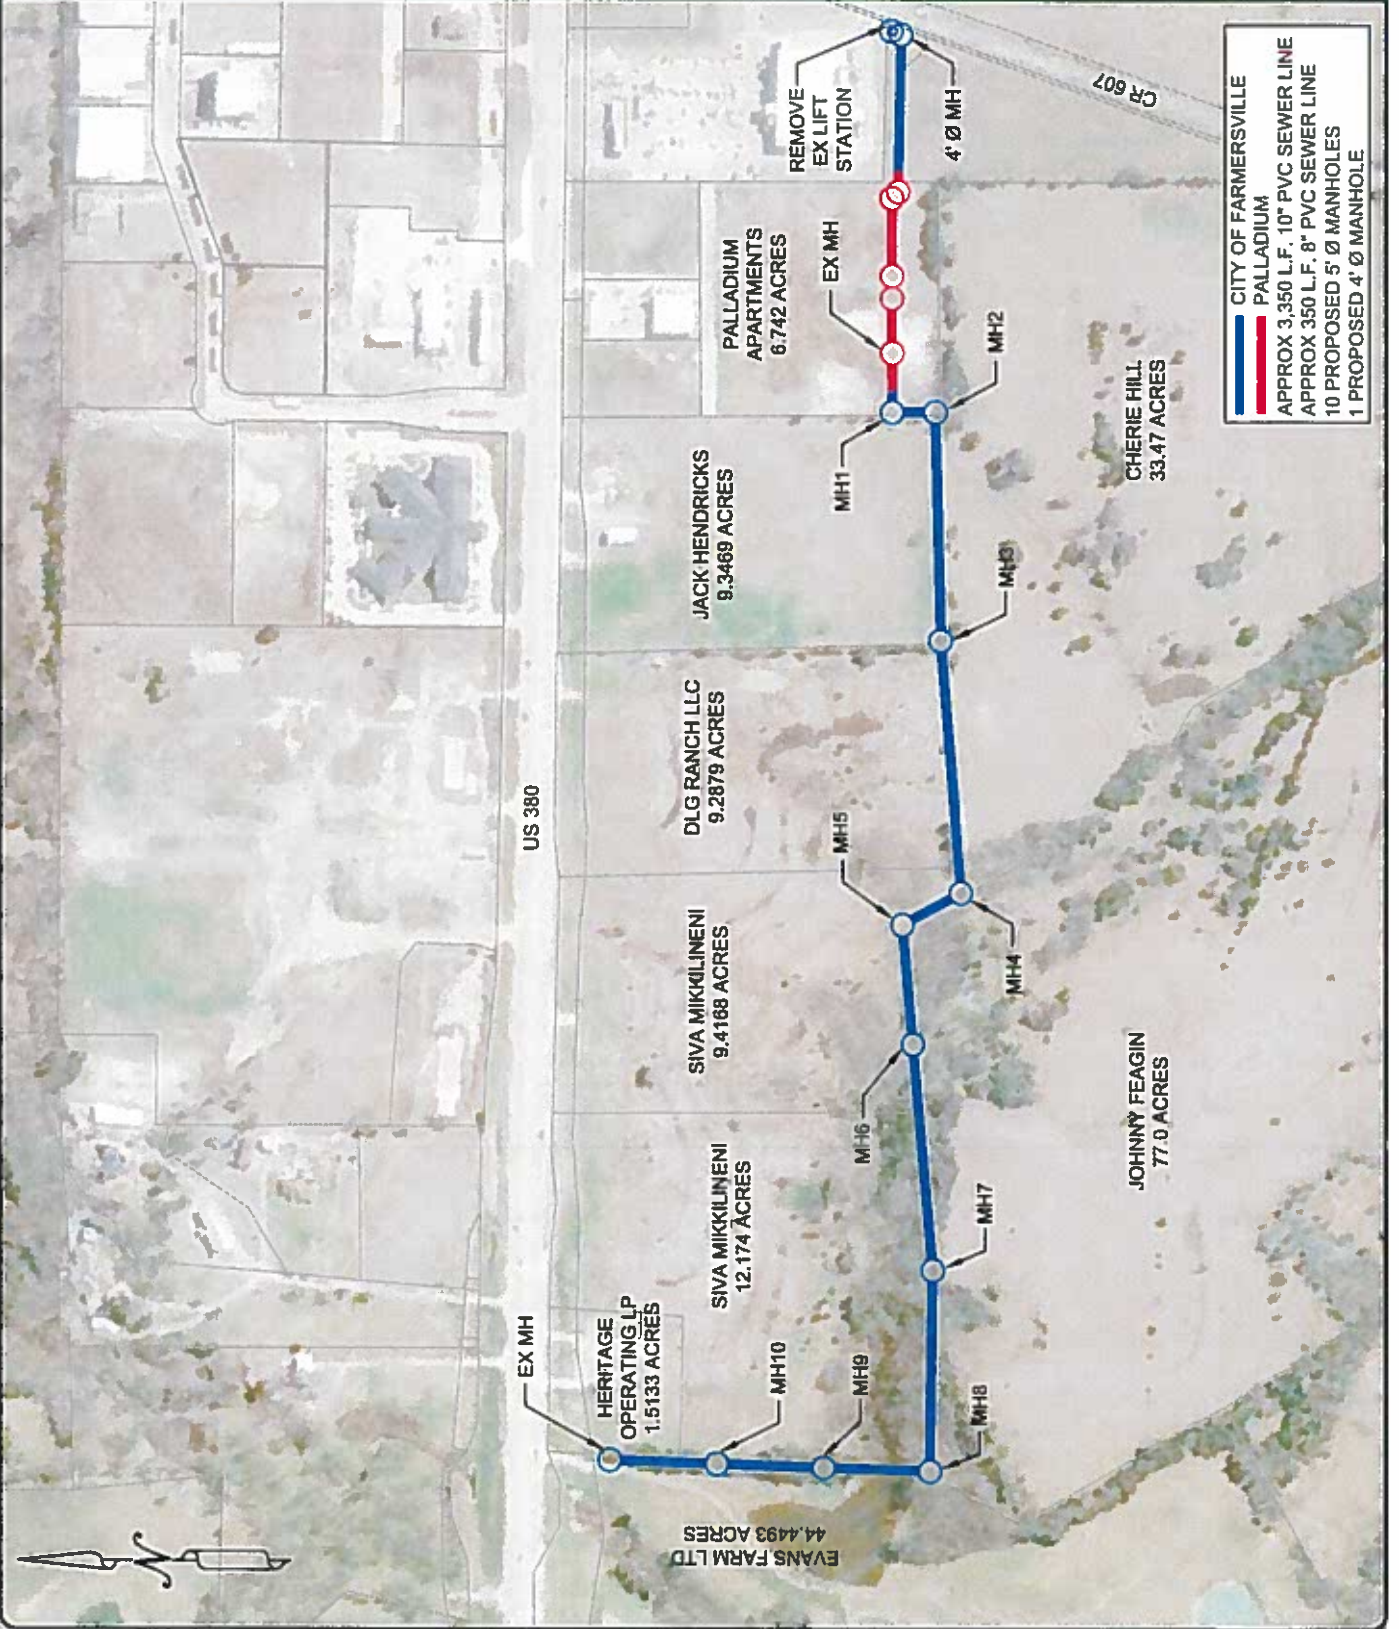 US 380
EX MH
HERITAGE
OPERATING LP
1.5133 ACRES
EVANS FARM LTD
44.4493 ACRES
SIVA MIKKILINENI
12.174 ACRES
SIVA MIKKILINENI
9.4168 ACRES
DLG RANCH LLC
9.2879 ACRES
JACK HENDRICKS
9.3469 ACRES
PALLADIUM
APARTMENTS
6.742 ACRES
REMOVE
EX LIFT
STATION
MH10
MH9
MH8
MH7
MH6
MH5
MH4
MH3
MH2
MH1
EX MH
4' Ø MH
CR 607
JOHNNY FEAGIN
77.0 ACRES
CHERIE HILL
33.47 ACRES
CITY OF FARMERSVILLE
PALLADIUM
APPROX 3,350 L.F. 10" PVC SEWER LINE
APPROX 350 L.F. 8" PVC SEWER LINE
10 PROPOSED 5' Ø MANHOLES
1 PROPOSED 4' Ø MANHOLE
N